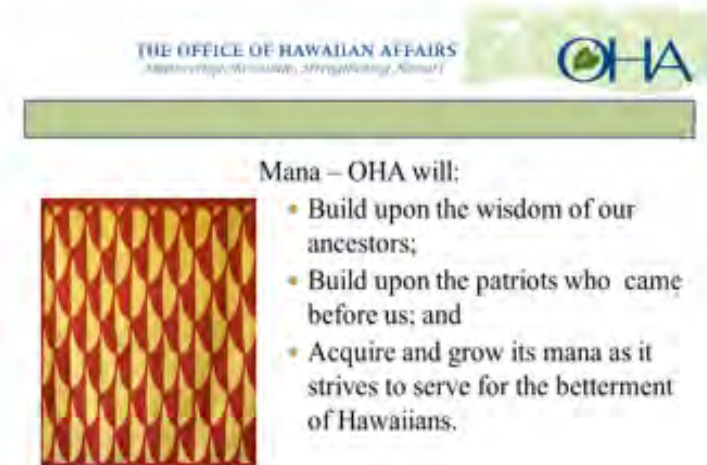 THE OFFICE OF HAWAIIAN AFFAIRS
OHA
Mana – OHA will:
• Build upon the wisdom of our
ancestors;
• Build upon the patriots who came
before us; and
• Acquire and grow its mana as it
strives to serve for the betterment
of Hawaiians.